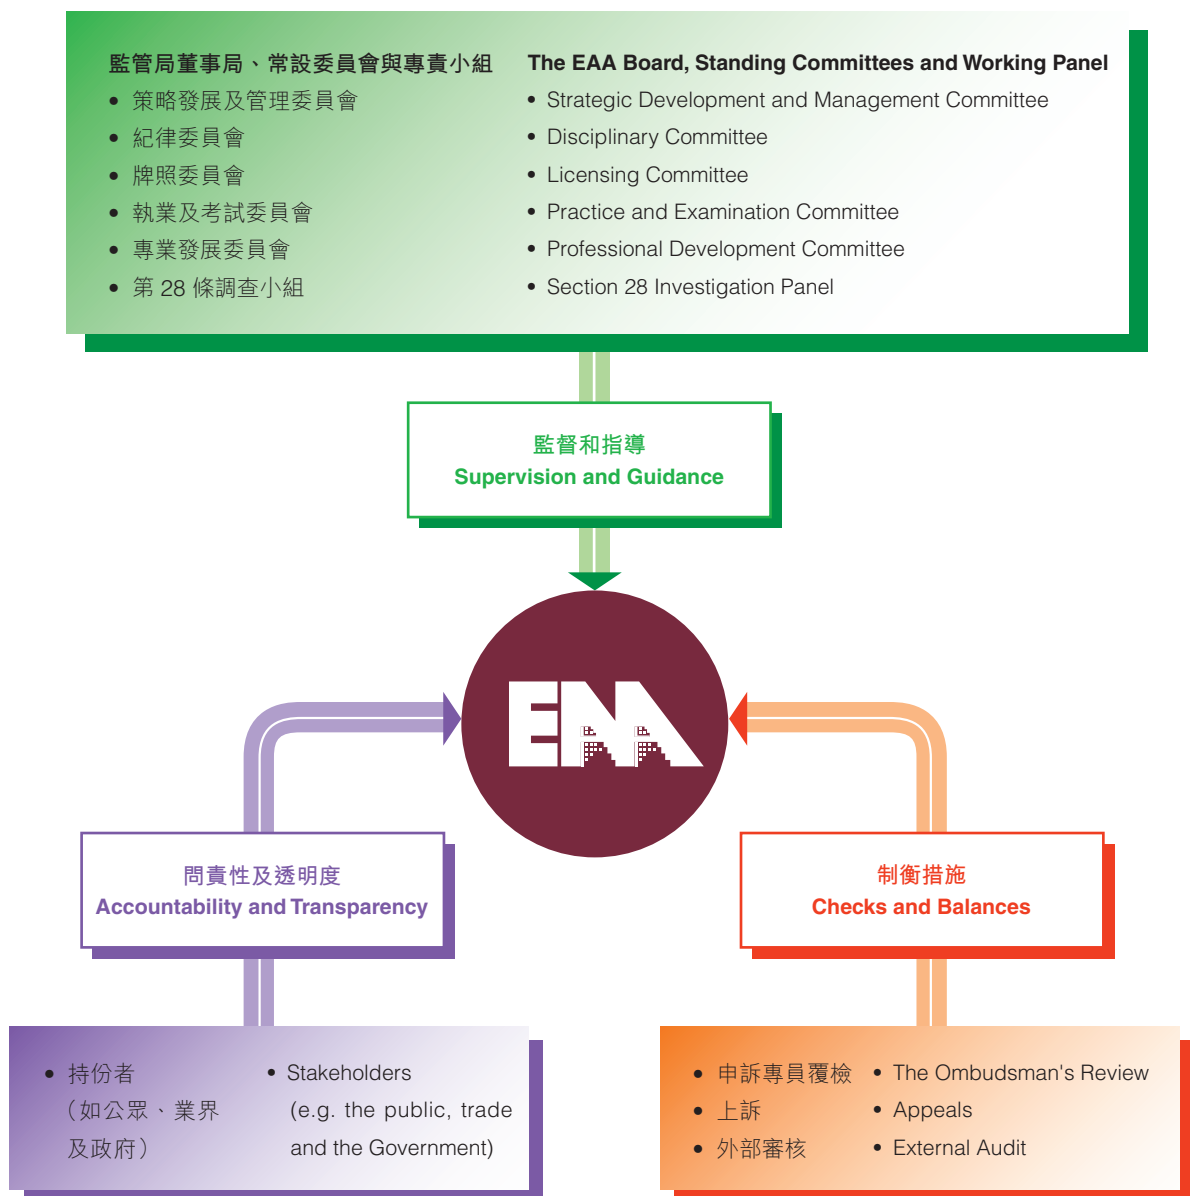 監管局董事局、常設委員會與專責小組
• 策略發展及管理委員會
• 紀律委員會
• 牌照委員會
• 執業及考試委員會
• 專業發展委員會
• 第 28 條調查小組
The EAA Board, Standing Committees and Working Panel
• Strategic Development and Management Committee
• Disciplinary Committee
• Licensing Committee
• Practice and Examination Committee
• Professional Development Committee
• Section 28 Investigation Panel
監督和指導
Supervision and Guidance
EAA
問責性及透明度
Accountability and Transparency
制衡措施
Checks and Balances
• 持份者
（如公眾、業界
及政府）
• Stakeholders
(e.g. the public, trade
and the Government)
• 申訴專員覆檢
• 上訴
• 外部審核
• The Ombudsman's Review
• Appeals
• External Audit